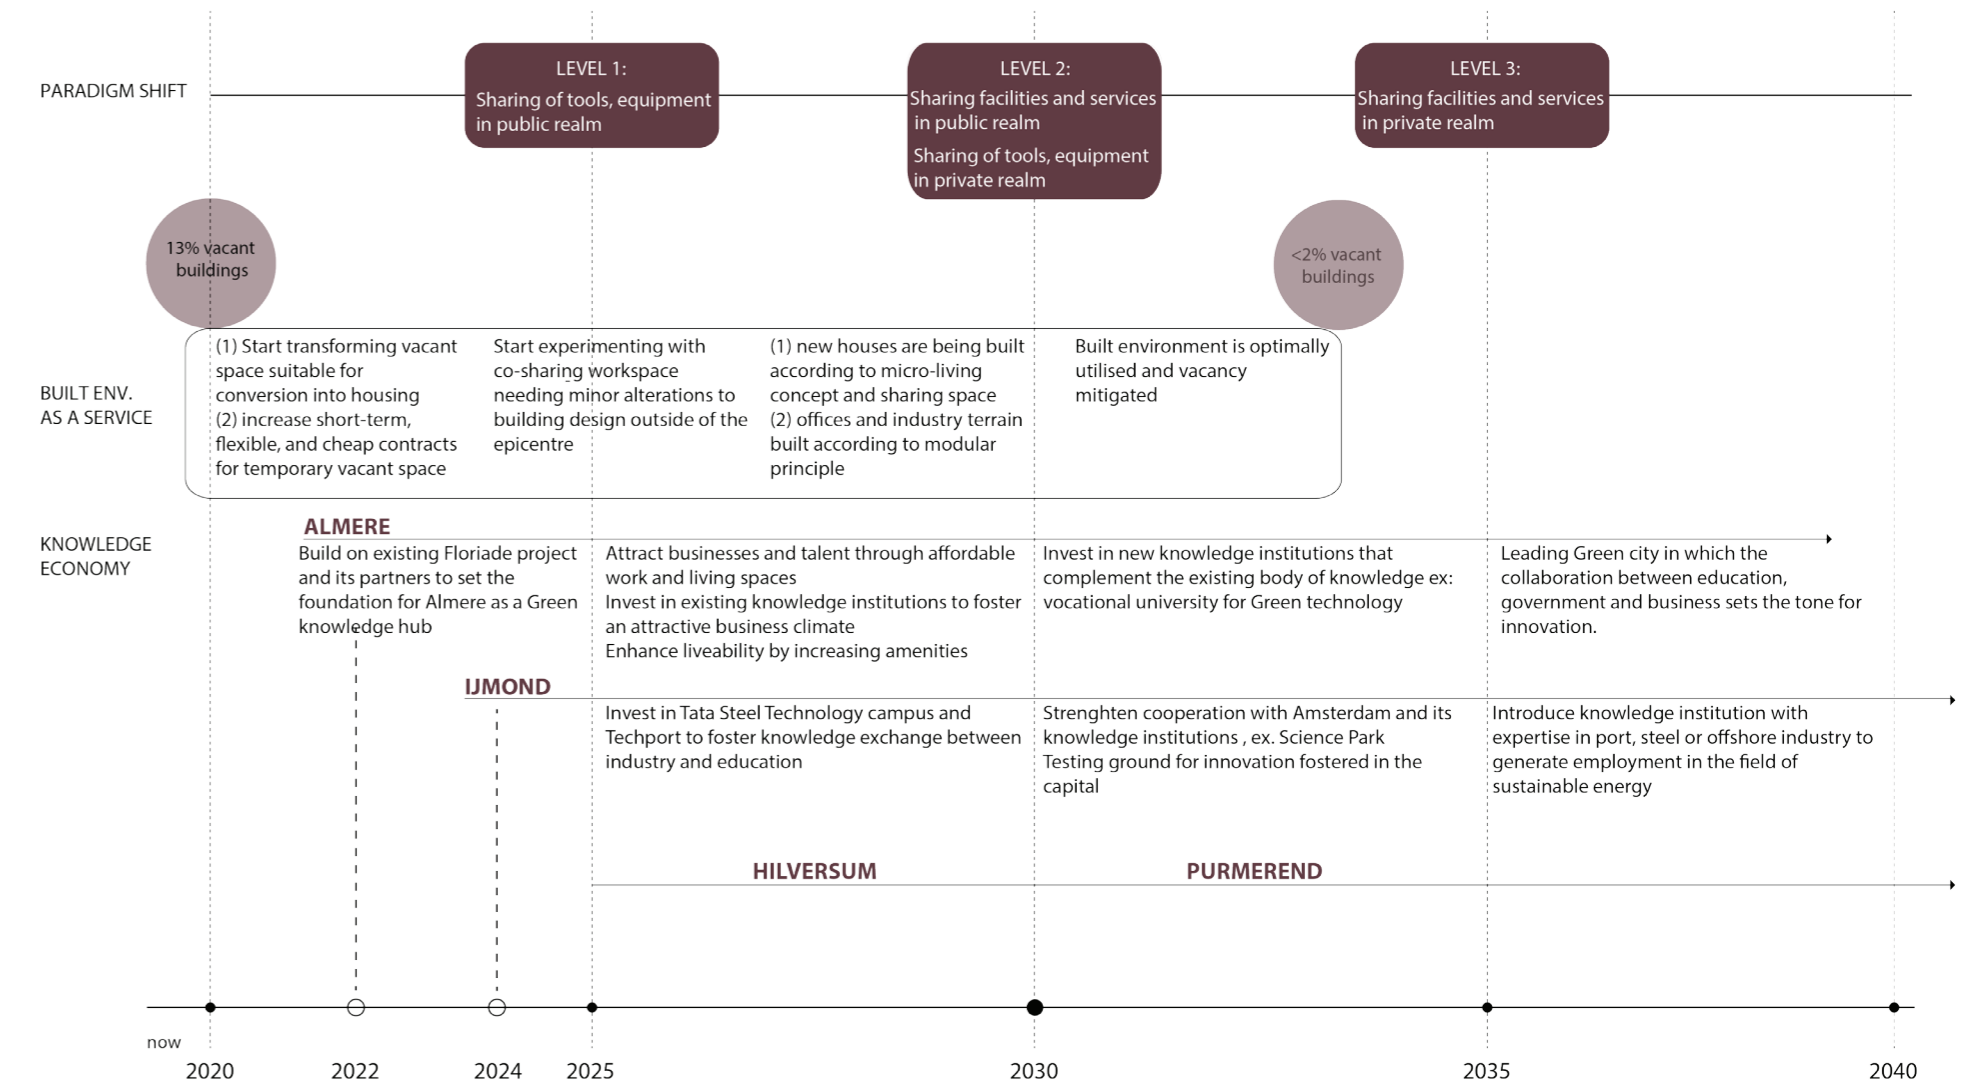 PARADIGM SHIFT
LEVEL 1:
Sharing of tools, equipment
in public realm
LEVEL 2:
Sharing facilities and services
in public realm
Sharing of tools, equipment
in private realm
LEVEL 3:
Sharing facilities and services
in private realm
13% vacant
buildings
<2% vacant
buildings
BUILT ENV.
AS A SERVICE
(1) Start transforming vacant
space suitable for
conversion into housing
(2) increase short-term,
flexible, and cheap contracts
for temporary vacant space
Start experimenting with
co-sharing workspace
needing minor alterations to
building design outside of the
epicentre
(1) new houses are being built
according to micro-living
concept and sharing space
(2) offices and industry terrain
built according to modular
principle
Built environment is optimally
utilised and vacancy
mitigated
KNOWLEDGE
ECONOMY
ALMERE
Build on existing Floriade project
and its partners to set the
foundation for Almere as a Green
knowledge hub
Attract businesses and talent through affordable
work and living spaces
Invest in existing knowledge institutions to foster
an attractive business climate
Enhance liveability by increasing amenities
Invest in new knowledge institutions that
complement the existing body of knowledge ex:
vocational university for Green technology
Leading Green city in which the
collaboration between education,
government and business sets the tone for
innovation.
IJMOND
Invest in Tata Steel Technology campus and
Techport to foster knowledge exchange between
industry and education
Strenghten cooperation with Amsterdam and its
knowledge institutions , ex. Science Park
Testing ground for innovation fostered in the
capital
Introduce knowledge institution with
expertise in port, steel or offshore industry to
generate employment in the field of
sustainable energy
HILVERSUM
PURMEREND
now
2020
2022
2024
2025
2030
2035
2040